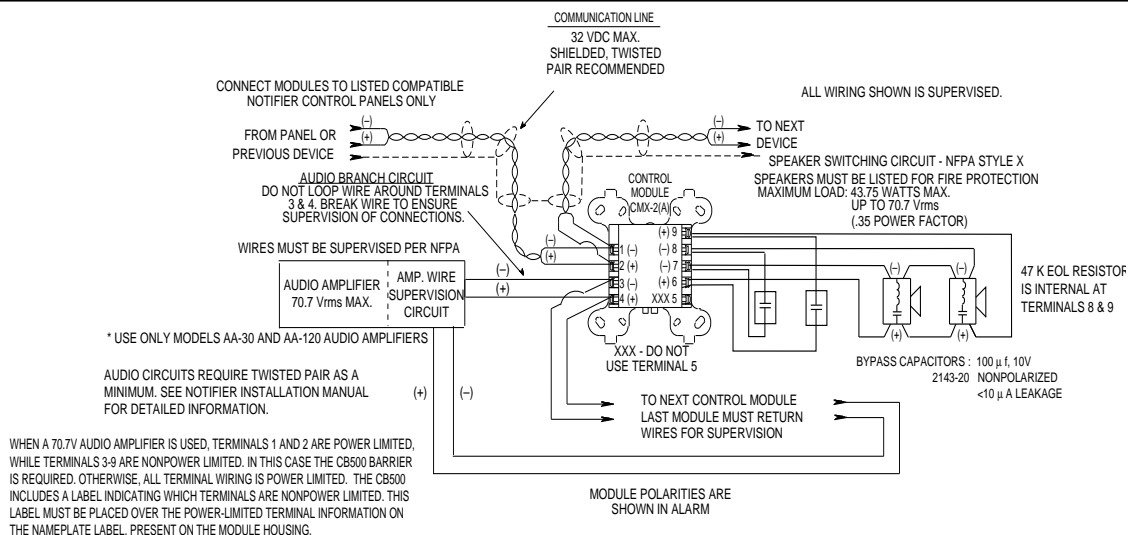 COMMUNICATION LINE
32 VDC MAX.
SHIELDED, TWISTED
PAIR RECOMMENDED
CONNECT MODULES TO LISTED COMPATIBLE
NOTIFIER CONTROL PANELS ONLY
ALL WIRING SHOWN IS SUPERVISED.
(–)
(+)
FROM PANEL OR
PREVIOUS DEVICE
(–)
(+)
TO NEXT
DEVICE
AUDIO BRANCH CIRCUIT
DO NOT LOOP WIRE AROUND TERMINALS
3 & 4. BREAK WIRE TO ENSURE
SUPERVISION OF CONNECTIONS.
SPEAKER SWITCHING CIRCUIT - NFPA STYLE X
SPEAKERS MUST BE LISTED FOR FIRE PROTECTION
MAXIMUM LOAD: 43.75 WATTS MAX.
UP TO 70.7 Vrms
(.35 POWER FACTOR)
CONTROL
MODULE
CMX-2(A)
(+) 9
(–) 8
(–) 7
(+) 6
XXX 5
1 (–)
2 (+)
3 (–)
4 (+)
(–)
(+)
WIRES MUST BE SUPERVISED PER NFPA
AUDIO AMPLIFIER
70.7 Vrms MAX.
AMP. WIRE
SUPERVISION
CIRCUIT
(–)
(+)
(–)
(–)
(+)
(+)
47 K EOL RESISTOR
IS INTERNAL AT
TERMINALS 8 & 9
* USE ONLY MODELS AA-30 AND AA-120 AUDIO AMPLIFIERS
XXX - DO NOT
USE TERMINAL 5
BYPASS CAPACITORS : 100 μ f, 10V
2143-20 NONPOLARIZED
<10 μ A LEAKAGE
AUDIO CIRCUITS REQUIRE TWISTED PAIR AS A
MINIMUM. SEE NOTIFIER INSTALLATION MANUAL
FOR DETAILED INFORMATION.
(+)
(–)
TO NEXT CONTROL MODULE
LAST MODULE MUST RETURN
WIRES FOR SUPERVISION
WHEN A 70.7V AUDIO AMPLIFIER IS USED, TERMINALS 1 AND 2 ARE POWER LIMITED,
WHILE TERMINALS 3-9 ARE NONPOWER LIMITED. IN THIS CASE THE CB500 BARRIER
IS REQUIRED. OTHERWISE, ALL TERMINAL WIRING IS POWER LIMITED. THE CB500
INCLUDES A LABEL INDICATING WHICH TERMINALS ARE NONPOWER LIMITED. THIS
LABEL MUST BE PLACED OVER THE POWER-LIMITED TERMINAL INFORMATION ON
THE NAMEPLATE LABEL, PRESENT ON THE MODULE HOUSING.
MODULE POLARITIES ARE
SHOWN IN ALARM